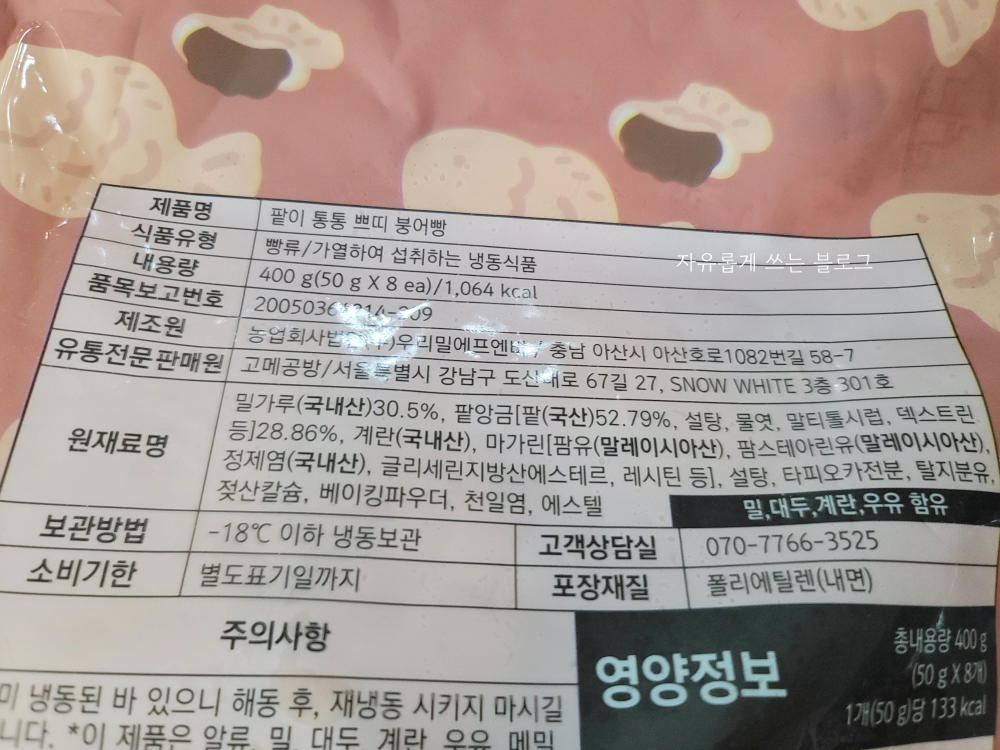 제품명 팥이 통통 쁘띠 붕어빵
식품유형 빵류/가열하여 섭취하는 냉동식품
자유롭게 쓰는 블로그
내용량 400 g(50 g X 8 ea)/1,064 kcal
품목보고번호
제조원 농업회사법인(주)우리밀에프엔비 / 충남 아산시 아산호로1082번길 58-7
유통전문판매원 고메공방/서울특별시 강남구 도산대로 67길 27, SNOW WHITE 3층 301호
원재료명
밀가루(국내산)30.5%, 팥앙금[팥(국산)52.79%, 설탕, 물엿, 말티톨시럽, 덱스트린
등]28.86%, 계란(국내산), 마가린[팜유(말레이시아산), 팜스테아린유(말레이시아산),
정제염(국내산), 글리세린지방산에스테르, 레시틴 등], 설탕, 타피오카전분, 탈지분유,
젖산칼슘, 베이킹파우더, 천일염, 에스텔
밀,대두,계란,우유 함유
보관방법 -18℃ 이하 냉동보관 고객상담실 070-7766-3525
소비기한 별도표기일까지 포장재질 폴리에틸렌(내면)
주의사항
미 냉동된 바 있으니 해동 후, 재냉동 시키지 마시길
니다. *이 제품은 알류, 밀, 대두, 계란, 우유, 메밀,
영양정보
총내용량 400 g
(50 g X 8개)
1개(50 g)당 133 kcal